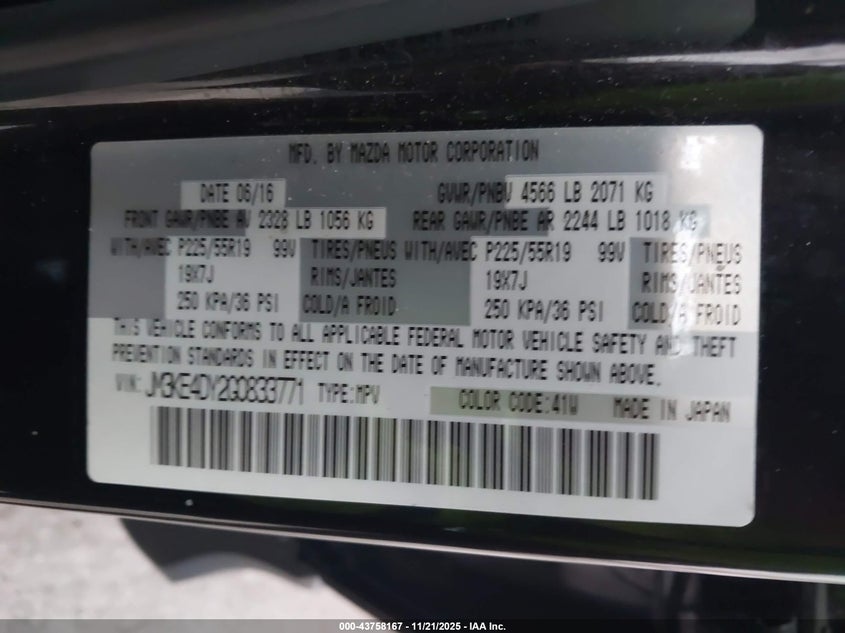 MFD. BY MAZDA MOTOR CORPORATION
DATE 06/16 GVWR/PNBV 4566 LB 2071 KG
FRONT GAWR/PNBE AV 2328 LB 1056 KG REAR GAWR/PNBE AR 2244 LB 1018 KG
WITH/AVEC P225/55R19 99V TIRES/PNEUS WITH/AVEC P225/55R19 99V TIRES/PNEUS
19X7J RIMS/JANTES 19X7J RIMS/JANTES
250 KPA/36 PSI COLD/A FROID 250 KPA/36 PSI COLD/A FROID
THIS VEHICLE CONFORMS TO ALL APPLICABLE FEDERAL MOTOR VEHICLE SAFETY AND THEFT
PREVENTION STANDARDS IN EFFECT ON THE DATE OF MANUFACTURE SHOWN ABOVE.
VIN: JM3KE4DY2G0833771 TYPE:MPV COLOR CODE:41W MADE IN JAPAN
000-43758167 - 11/21/2025 - IAA Inc.